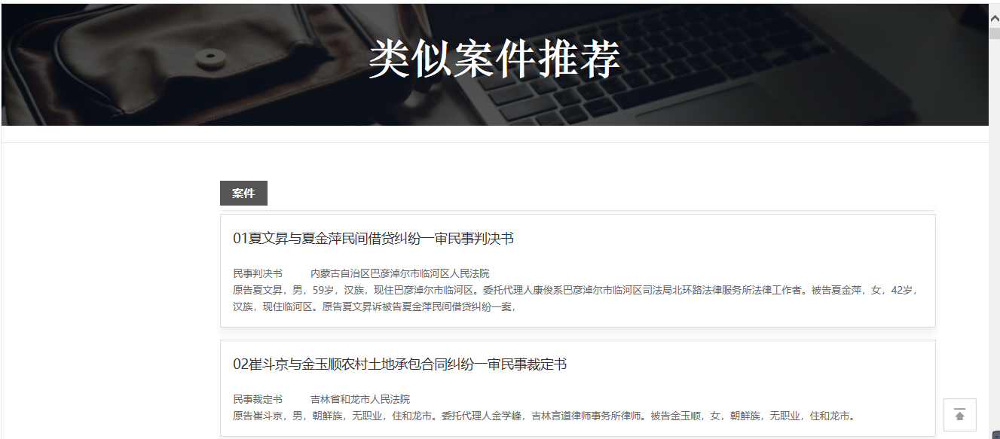 类似案件推荐
案件
01夏文昇与夏金萍民间借贷纠纷一审民事判决书
民事判决书 内蒙古自治区巴彦淖尔市临河区人民法院
原告夏文昇，男，59岁，汉族，现住巴彦淖尔市临河区。委托代理人康俊系巴彦淖尔市临河区司法局北环路法律服务所法律工作者。被告夏金萍，女，42岁，
汉族，现住临河区。原告夏文昇诉被告夏金萍民间借贷纠纷一案，
02崔斗京与金玉顺农村土地承包合同纠纷一审民事裁定书
民事裁定书 吉林省和龙市人民法院
原告崔斗京，男，朝鲜族，无职业，住和龙市。委托代理人金学峰，吉林言道律师事务所律师。被告金玉顺，女，朝鲜族，无职业，住和龙市。